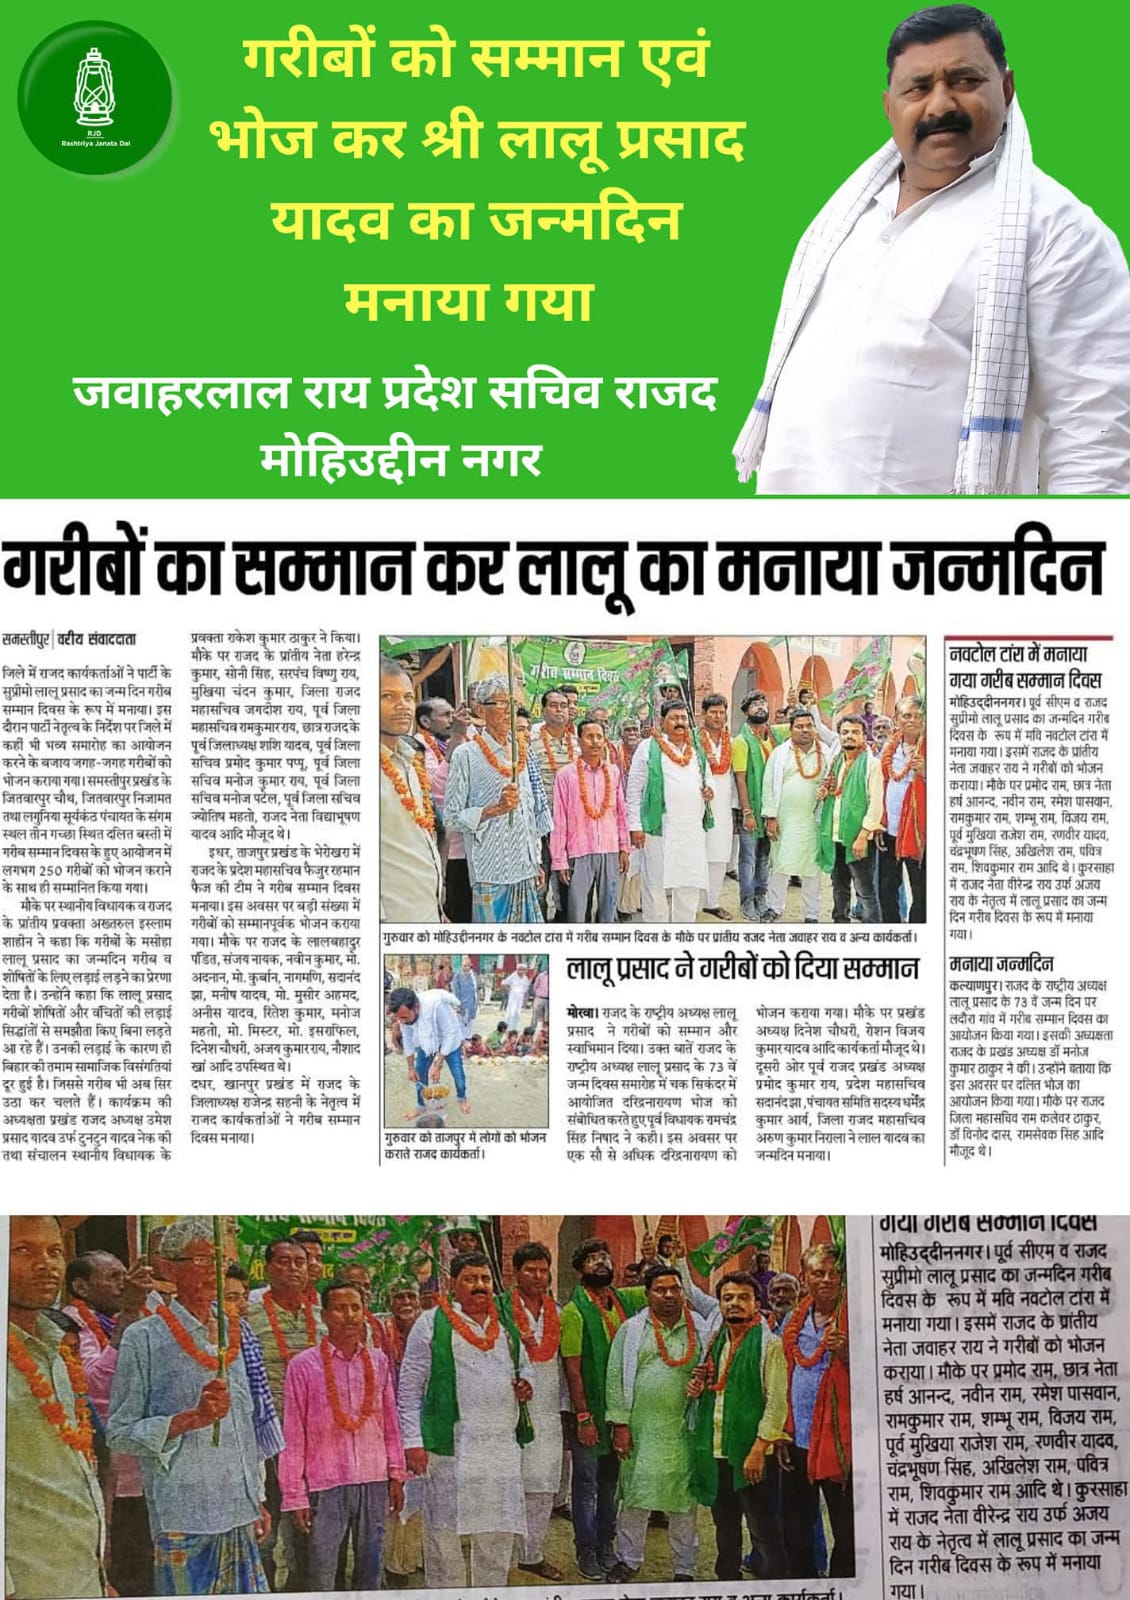 RJD
Rashtriya Janata Dal
गरीबों को सम्मान एवं
भोज कर श्री लालू प्रसाद
यादव का जन्मदिन
मनाया गया
जवाहरलाल राय प्रदेश सचिव राजद
मोहिउद्दीन नगर
गरीबों का सम्मान कर लालू का मनाया जन्मदिन
समस्तीपुर | वरीय संवाददाता
जिले में राजद कार्यकर्ताओं ने पार्टी के
सुप्रीमो लालू प्रसाद का जन्म दिन गरीब
सम्मान दिवस के रूप में मनाया। इस
दौरान पार्टी नेतृत्व के निर्देश पर जिले में
कहीं भी भव्य समारोह का आयोजन
करने के बजाय जगह-जगह गरीबों को
भोजन कराया गया। समस्तीपुर प्रखंड के
जितवारपुर चौथ, जितवारपुर निजामत
तथा लगुनिया सूर्यकंठ पंचायत के संगम
स्थल तीन गच्छा स्थित दलित बस्ती में
गरीब सम्मान दिवस के हुए आयोजन में
लगभग 250 गरीबों को भोजन कराने
के साथ ही सम्मानित किया गया।
मौके पर स्थानीय विधायक व राजद
के प्रांतीय प्रवक्ता अख्तरुल इस्लाम
शाहीन ने कहा कि गरीबों के मसीहा
लालू प्रसाद का जन्मदिन गरीब व
शोषितों के लिए लड़ाई लड़ने का प्रेरणा
देता है। उन्होंने कहा कि लालू प्रसाद
गरीबों शोषितों और वंचितों की लड़ाई
सिद्धांतों से समझौता किए बिना लड़ते
आ रहे हैं। उनकी लड़ाई के कारण ही
बिहार की तमाम सामाजिक विसंगतियां
दूर हुई है। जिससे गरीब भी अब सिर
उठा कर चलते हैं। कार्यक्रम की
अध्यक्षता प्रखंड राजद अध्यक्ष उमेश
प्रसाद यादव उर्फ टुनटुन यादव नेक की
तथा संचालन स्थानीय विधायक के
प्रवक्ता राकेश कुमार ठाकुर ने किया।
मौके पर राजद के प्रांतीय नेता हरेन्द्र
कुमार, सोनी सिंह, सरपंच विष्णु राय,
मुखिया चंदन कुमार, जिला राजद
महासचिव जगदीश राय, पूर्व जिला
महासचिव रामकुमार राय, छात्र राजद के
पूर्व जिलाध्यक्ष शशि यादव, पूर्व जिला
सचिव प्रमोद कुमार पप्पू, पूर्व जिला
सचिव मनोज कुमार राय, पूर्व जिला
सचिव मनोज पटेल, पूर्व जिला सचिव
ज्योतिष महतो, राजद नेता विद्याभूषण
यादव आदि मौजूद थे।
इधर, ताजपुर प्रखंड के भेरोखरा में
राजद के प्रदेश महासचिव फैजुर रहमान
फैज की टीम ने गरीब सम्मान दिवस
मनाया। इस अवसर पर बड़ी संख्या में
गरीबों को सम्मानपूर्वक भोजन कराया
गया। मौके पर राजद के लालबहादुर
पंडित, संजय नायक, नवीन कुमार, मो.
अदनान, मो. कुर्बान, नागमणि, सदानंद
झा, मनीष यादव, मो. मुसीर अहमद,
अनीस यादव, रितेश कुमार, मनोज
महतो, मो. मिस्टर, मो. इसराफिल,
दिनेश चौधरी, अजय कुमार राय, नौशाद
खां आदि उपस्थित थे।
दधर, खानपुर प्रखंड में राजद के
जिलाध्यक्ष राजेन्द्र सहनी के नेतृत्व में
राजद कार्यकर्ताओं ने गरीब सम्मान
दिवस मनाया।
गरीब सम्मान दिवस
गुरुवार को मोहिउद्दीननगर के नवटोल टांरा में गरीब सम्मान दिवस के मौके पर प्रांतीय राजद नेता जवाहर राय व अन्य कार्यकर्ता।
गुरुवार को ताजपुर में लोगों को भोजन
कराते राजद कार्यकर्ता।
लालू प्रसाद ने गरीबों को दिया सम्मान
मोरवा। राजद के राष्ट्रीय अध्यक्ष लालू
प्रसाद ने गरीबों को सम्मान और
स्वाभिमान दिया। उक्त बातें राजद के
राष्ट्रीय अध्यक्ष लालू प्रसाद के 73 वें
जन्म दिवस समारोह में चक सिकंदर में
आयोजित दरिद्रनारायण भोज को
संबोधित करते हुए पूर्व विधायक रामचंद्र
सिंह निषाद ने कही। इस अवसर पर
एक सौ से अधिक दरिद्रनारायण को
भोजन कराया गया। मौके पर प्रखंड
अध्यक्ष दिनेश चौधरी, रोशन विजय
कुमार यादव आदि कार्यकर्ता मौजूद थे।
दूसरी ओर पूर्व राजद प्रखंड अध्यक्ष
प्रमोद कुमार राय, प्रदेश महासचिव
सदानंद झा, पंचायत समिति सदस्य धर्मेंद्र
कुमार आर्य, जिला राजद महासचिव
अरुण कुमार निराला ने लाल यादव का
जन्मदिन मनाया।
नवटोल टांरा में मनाया
गया गरीब सम्मान दिवस
मोहिउद्दीननगर। पूर्व सीएम व राजद
सुप्रीमो लालू प्रसाद का जन्मदिन गरीब
दिवस के रूप में मवि नवटोल टांरा में
मनाया गया। इसमें राजद के प्रांतीय
नेता जवाहर राय ने गरीबों को भोजन
कराया। मौके पर प्रमोद राम, छात्र नेता
हर्ष आनन्द, नवीन राम, रमेश पासवान,
रामकुमार राम, शम्भू राम, विजय राम,
पूर्व मुखिया राजेश राम, रणवीर यादव,
चंद्रभूषण सिंह, अखिलेश राम, पवित्र
राम, शिवकुमार राम आदि थे। कुरसाहा
में राजद नेता वीरेन्द्र राय उर्फ अजय
राय के नेतृत्व में लालू प्रसाद का जन्म
दिन गरीब दिवस के रूप में मनाया
गया।
मनाया जन्मदिन
कल्याणपुर। राजद के राष्ट्रीय अध्यक्ष
लालू प्रसाद के 73 वें जन्म दिन पर
लदौरा गांव में गरीब सम्मान दिवस का
आयोजन किया गया। इसकी अध्यक्षता
राजद के प्रखंड अध्यक्ष डॉ मनोज
कुमार ठाकुर ने की। उन्होंने बताया कि
इस अवसर पर दलित भोज का
आयोजन किया गया। मौके पर राजद
जिला महासचिव राम कलेवर ठाकुर,
डॉ विनोद दास, रामसेवक सिंह आदि
मौजूद थे।
गया गरीब सम्मान दिवस
मोहिउद्दीननगर। पूर्व सीएम व राजद
सुप्रीमो लालू प्रसाद का जन्मदिन गरीब
दिवस के रूप में मवि नवटोल टांरा में
मनाया गया। इसमें राजद के प्रांतीय
नेता जवाहर राय ने गरीबों को भोजन
कराया। मौके पर प्रमोद राम, छात्र नेता
हर्ष आनन्द, नवीन राम, रमेश पासवान,
रामकुमार राम, शम्भू राम, विजय राम,
पूर्व मुखिया राजेश राम, रणवीर यादव,
चंद्रभूषण सिंह, अखिलेश राम, पवित्र
राम, शिवकुमार राम आदि थे। कुरसाहा
में राजद नेता वीरेन्द्र राय उर्फ अजय
राय के नेतृत्व में लालू प्रसाद का जन्म
दिन गरीब दिवस के रूप में मनाया
गया।